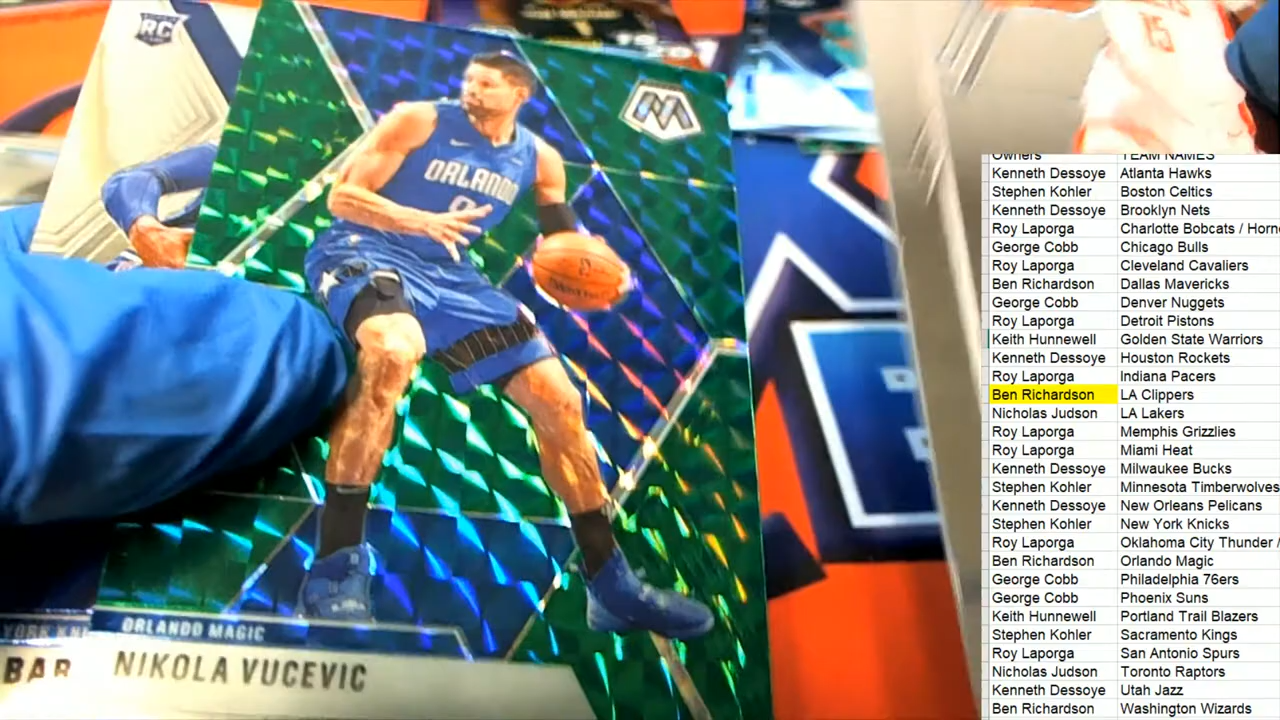 RC
M
ORLANDO
ORLANDO MAGIC
NIKOLA VUCEVIC
BAR
15
Owners TEAM NAMES
Kenneth Dessoye Atlanta Hawks
Stephen Kohler Boston Celtics
Kenneth Dessoye Brooklyn Nets
Roy Laporga Charlotte Bobcats / Horne
George Cobb Chicago Bulls
Roy Laporga Cleveland Cavaliers
Ben Richardson Dallas Mavericks
George Cobb Denver Nuggets
Roy Laporga Detroit Pistons
Keith Hunnewell Golden State Warriors
Kenneth Dessoye Houston Rockets
Roy Laporga Indiana Pacers
Ben Richardson LA Clippers
Nicholas Judson LA Lakers
Roy Laporga Memphis Grizzlies
Roy Laporga Miami Heat
Kenneth Dessoye Milwaukee Bucks
Stephen Kohler Minnesota Timberwolves
Kenneth Dessoye New Orleans Pelicans
Stephen Kohler New York Knicks
Roy Laporga Oklahoma City Thunder /
Ben Richardson Orlando Magic
George Cobb Philadelphia 76ers
George Cobb Phoenix Suns
Keith Hunnewell Portland Trail Blazers
Stephen Kohler Sacramento Kings
Roy Laporga San Antonio Spurs
Nicholas Judson Toronto Raptors
Kenneth Dessoye Utah Jazz
Ben Richardson Washington Wizards